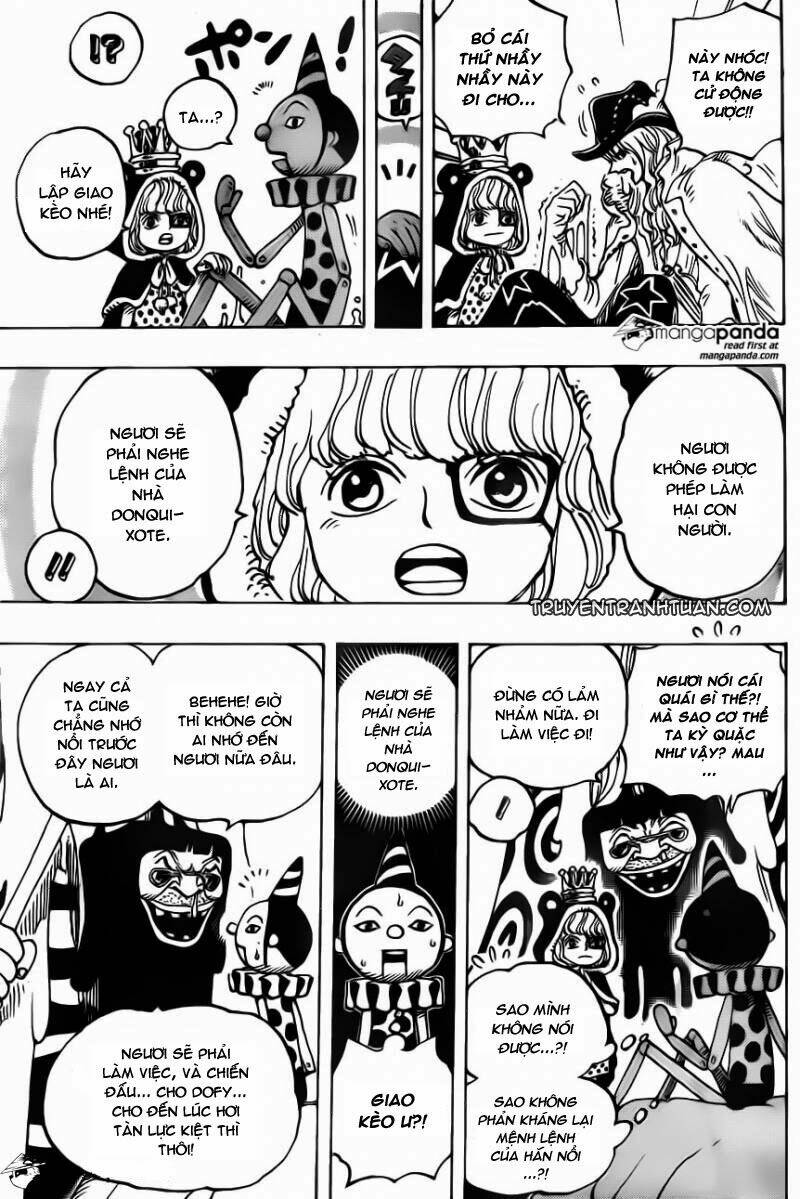 NÀY NHÓC!
TA KHÔNG
CỬ ĐỘNG
ĐƯỢC!!
BỎ CÁI
THỨ NHẦY
NHẦY NÀY
ĐI CHO...
mangapanda
read first at
mangapanda.com
ポン!
TA...?
!?
HÃY
LẬP GIAO
KÈO NHÉ!
NGƯƠI
KHÔNG ĐƯỢC
PHÉP LÀM
HẠI CON
NGƯỜI.
NGƯƠI SẼ
PHẢI NGHE
LỆNH CỦA
NHÀ
DONQUI-
XOTE.
!!
TRUYENTRANHTUAN.COM
NGƯƠI NÓI CÁI
QUÁI GÌ THẾ?!
MÀ SAO CƠ THỂ
TA KỲ QUẶC
NHƯ VẬY? MAU
...
ĐỪNG CÓ LẢM
NHẢM NỮA. ĐI
LÀM VIỆC ĐI!
SAO MÌNH
KHÔNG NÓI
ĐƯỢC...?!
SAO KHÔNG
PHẢN KHÁNG LẠI
MỆNH LỆNH
CỦA HẮN NỔI
...?!
NGƯƠI SẼ
PHẢI NGHE
LỆNH CỦA
NHÀ
DONQUI-
XOTE.
GIAO
KÈO Ư?!
BEHEHE! GIỜ
THÌ KHÔNG CÒN
AI NHỚ ĐẾN
NGƯƠI NỮA ĐÂU.
NGAY CẢ
TA CŨNG
CHẲNG NHỚ
NỔI TRƯỚC
ĐÂY NGƯƠI
LÀ AI.
NGƯƠI SẼ PHẢI
LÀM VIỆC, VÀ CHIẾN
ĐẤU... CHO DOFY...
CHO ĐẾN LÚC HƠI
TÀN LỰC KIỆT THÌ
THÔI!